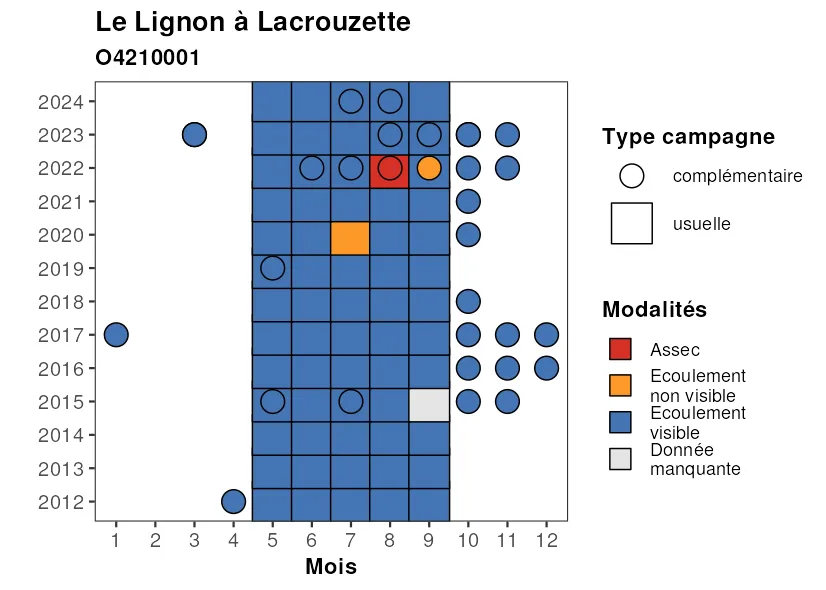 Le Lignon à Lacrouzette
O4210001
2024
2023
2022
2021
2020
2019
2018
2017
2016
2015
2014
2013
2012
1 2 3 4 5 6 7 8 9 10 11 12
Mois
Type campagne
complémentaire
usuelle
Modalités
Assec
Ecoulement
non visible
Ecoulement
visible
Donnée
manquante